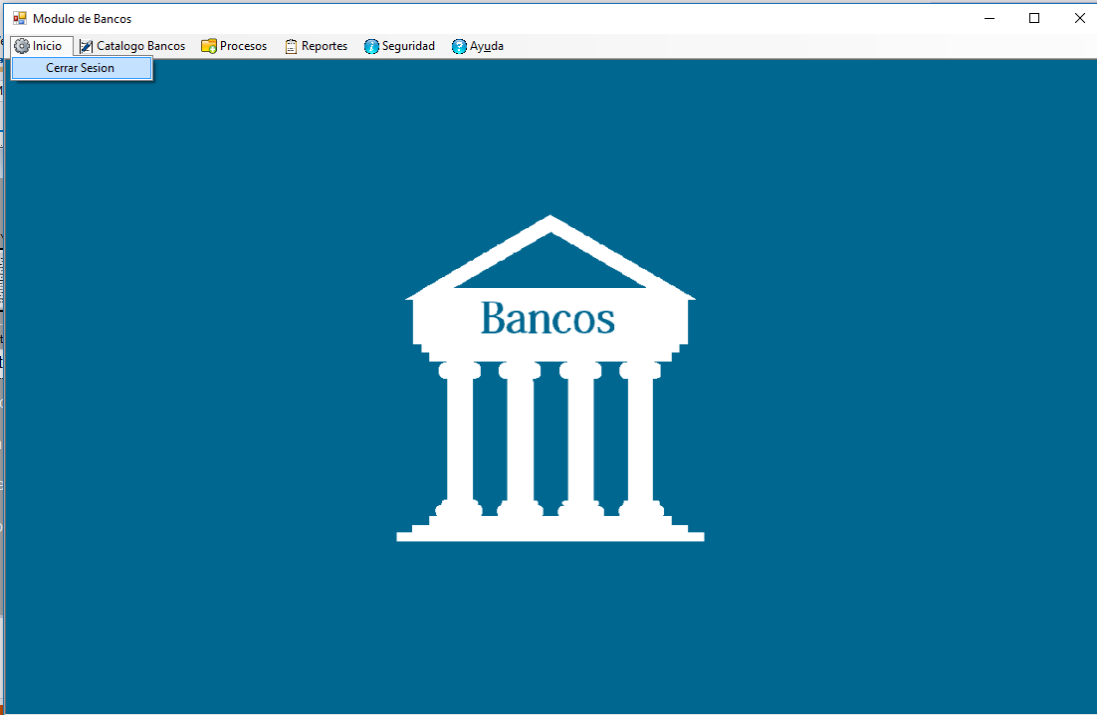 Modulo de Bancos
Inicio Catalogo Bancos Procesos Reportes Seguridad Ayuda
Cerrar Sesion
Bancos